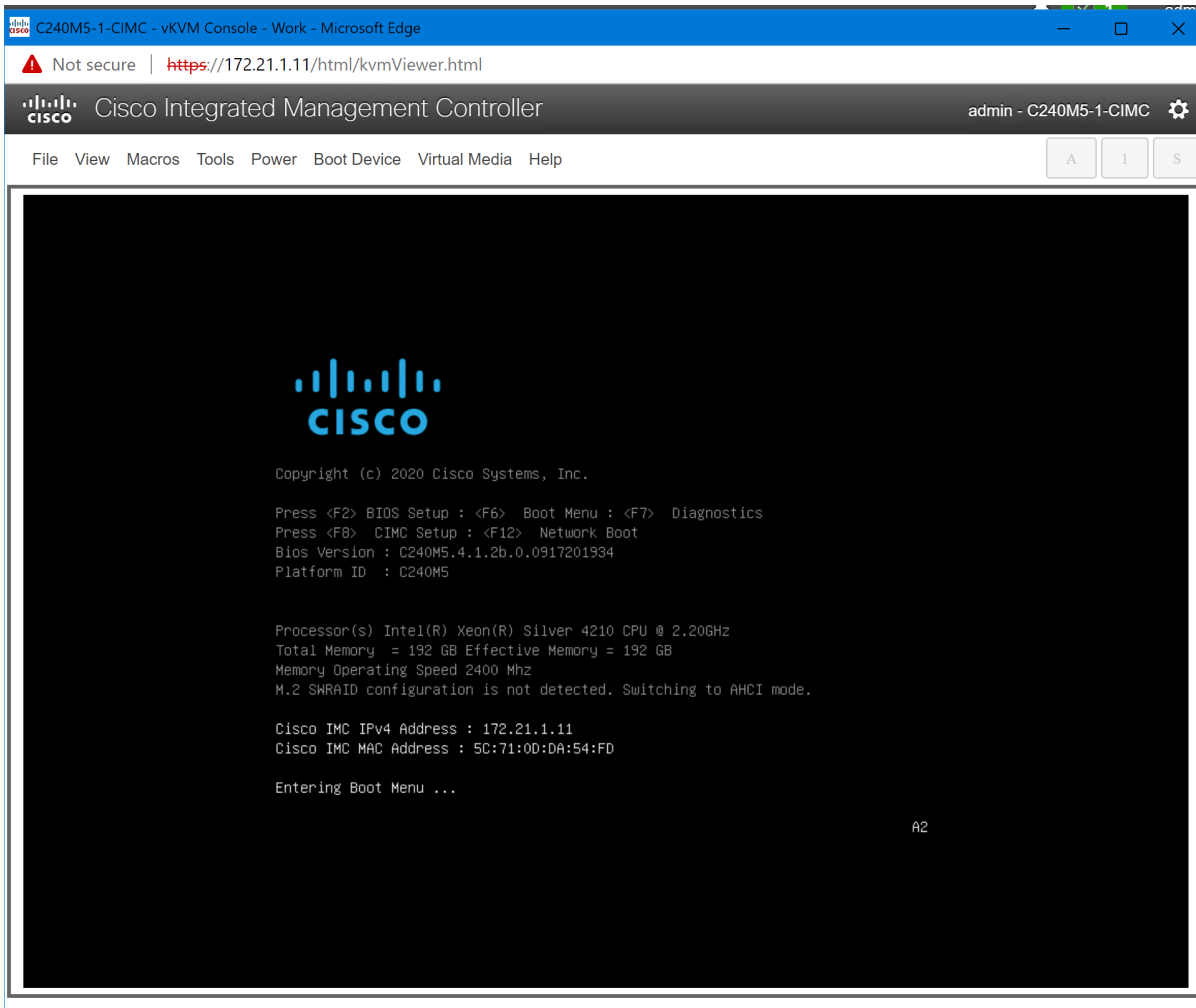 C240M5-1-CIMC - vKVM Console - Work - Microsoft Edge
Not secure | https://172.21.1.11/html/kvmViewer.html
cisco Cisco Integrated Management Controller admin - C240M5-1-CIMC
File View Macros Tools Power Boot Device Virtual Media Help A I S
CISCO
Copyright (c) 2020 Cisco Systems, Inc.
Press <F2> BIOS Setup : <F6> Boot Menu : <F7> Diagnostics
Press <F8> CIMC Setup : <F12> Network Boot
Bios Version : C240M5.4.1.2b.0.0917201934
Platform ID : C240M5
Processor(s) Intel(R) Xeon(R) Silver 4210 CPU @ 2.20GHz
Total Memory = 192 GB Effective Memory = 192 GB
Memory Operating Speed 2400 Mhz
M.2 SWRAID configuration is not detected. Switching to AHCI mode.
Cisco IMC IPv4 Address : 172.21.1.11
Cisco IMC MAC Address : 5C:71:0D:DA:54:FD
Entering Boot Menu ...
A2